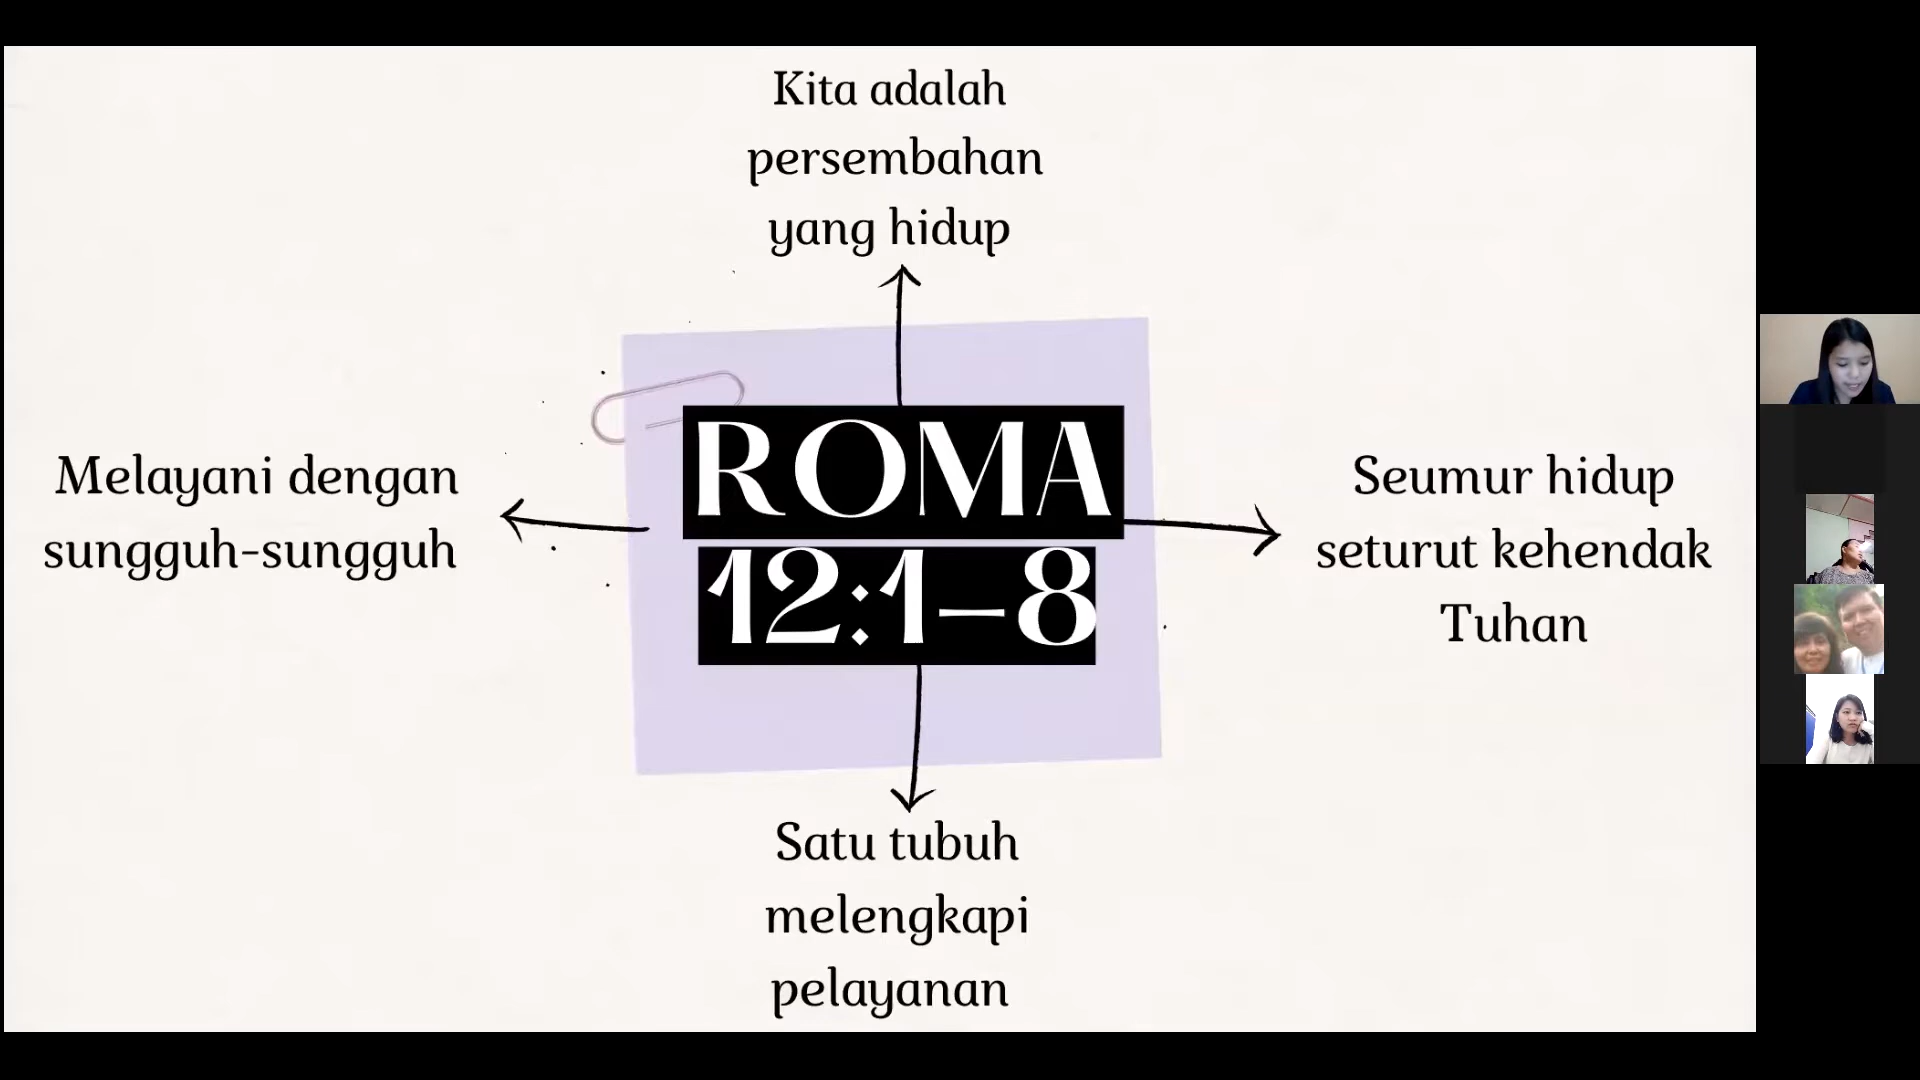 Kita adalah
persembahan
yang hidup
ROMA
12:1–8
Melayani dengan
sungguh-sungguh
Seumur hidup
seturut kehendak
Tuhan
Satu tubuh
melengkapi
pelayanan